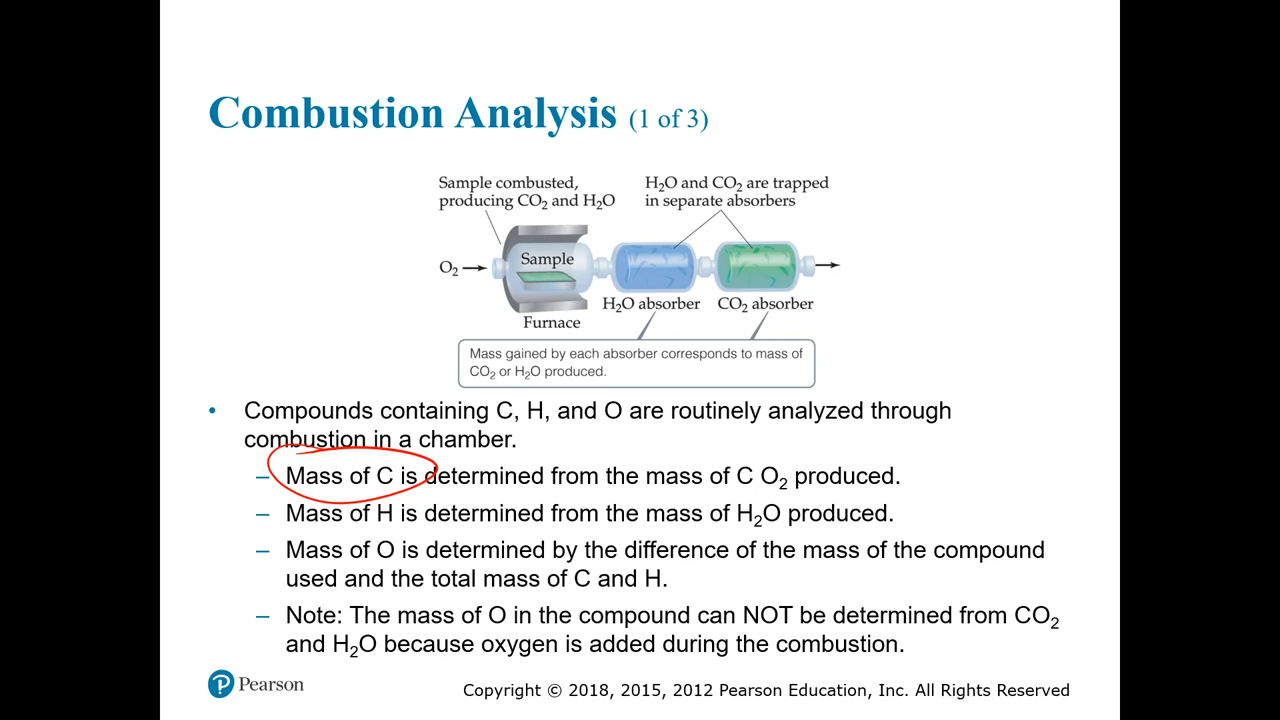 Combustion Analysis (1 of 3)
Sample combusted,
producing CO₂ and H₂O
H₂O and CO₂ are trapped
in separate absorbers
O₂
Sample
H₂O absorber
CO₂ absorber
Furnace
Mass gained by each absorber corresponds to mass of
CO₂ or H₂O produced.
• Compounds containing C, H, and O are routinely analyzed through
combustion in a chamber.
– Mass of C is determined from the mass of C O₂ produced.
– Mass of H is determined from the mass of H₂O produced.
– Mass of O is determined by the difference of the mass of the compound
used and the total mass of C and H.
– Note: The mass of O in the compound can NOT be determined from CO₂
and H₂O because oxygen is added during the combustion.
P Pearson
Copyright © 2018, 2015, 2012 Pearson Education, Inc. All Rights Reserved